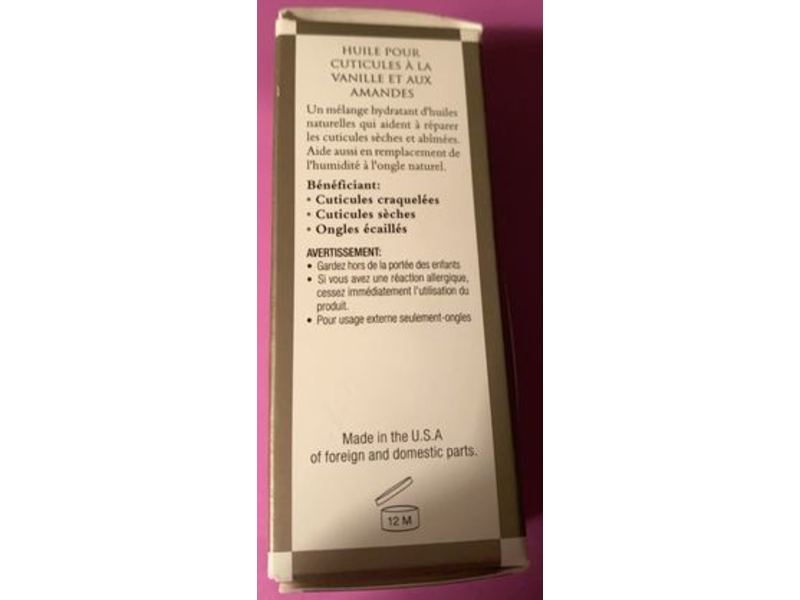 HUILE POUR
CUTICULES À LA
VANILLE ET AUX
AMANDES
Un mélange hydratant d'huiles
naturelles qui aident à réparer
les cuticules sèches et abîmées.
Aide aussi en remplacement de
l'humidité à l'ongle naturel.
Bénéficiant:
• Cuticules craquelées
• Cuticules sèches
• Ongles écaillés
AVERTISSEMENT:
• Gardez hors de la portée des enfants
• Si vous avez une réaction allergique,
cessez immédiatement l'utilisation du
produit.
• Pour usage externe seulement-ongles
Made in the U.S.A
of foreign and domestic parts.
12 M